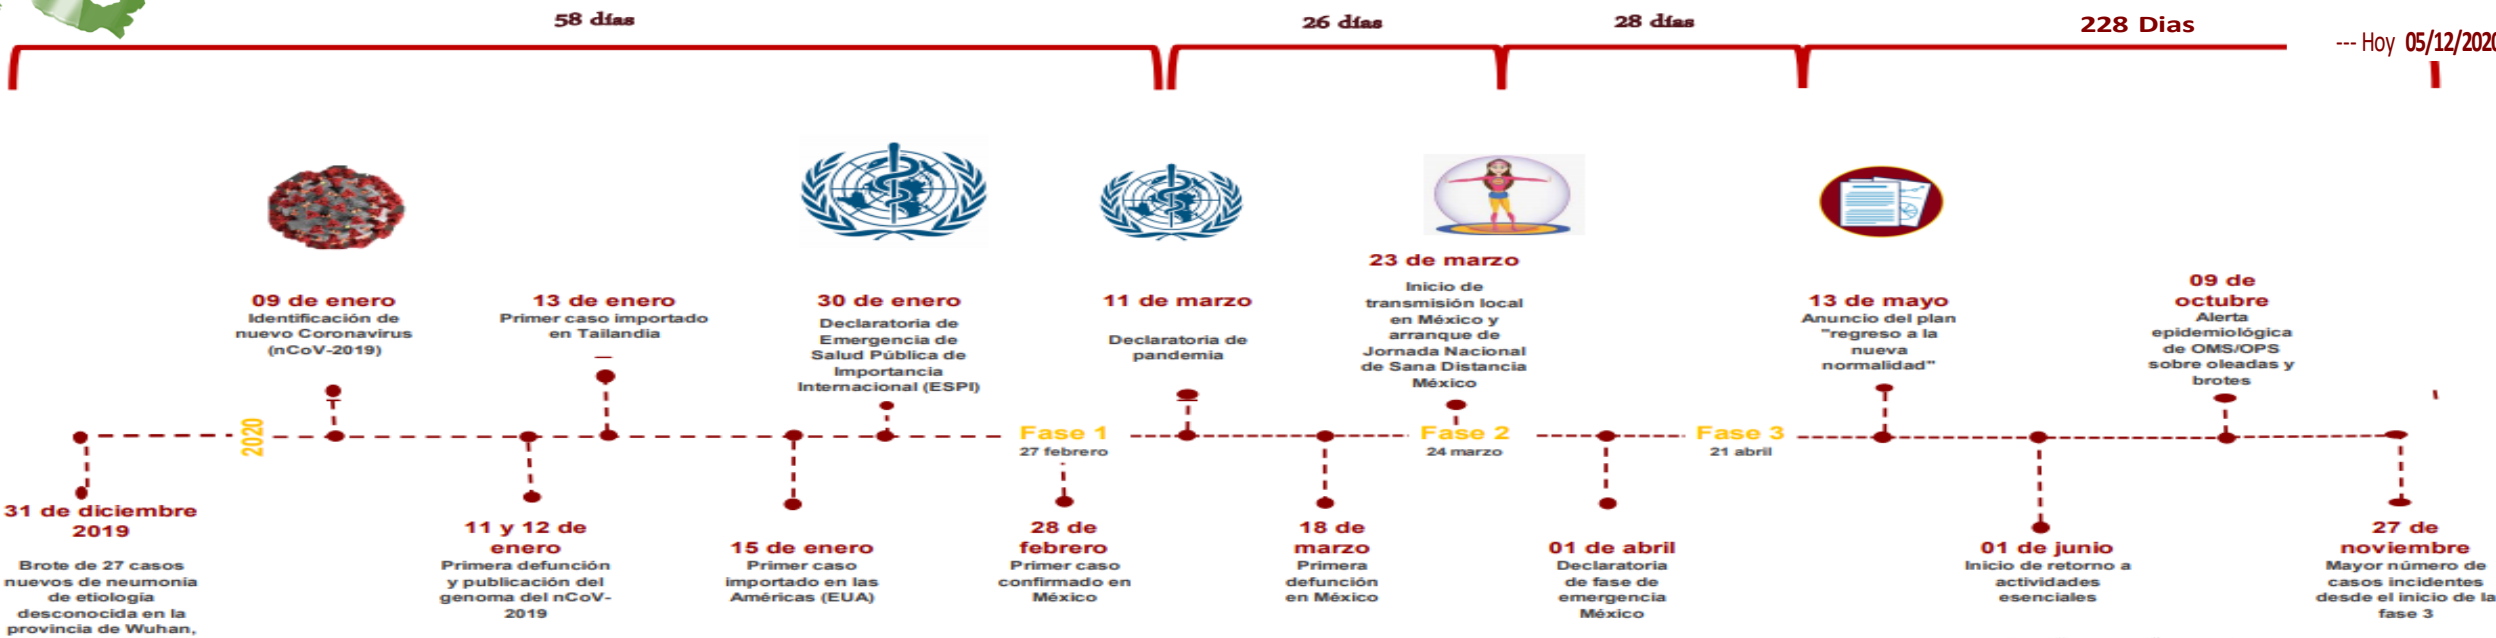 58 días
26 días
28 días
228 Dias
--- Hoy 05/12/2020
09 de enero
Identificación de
nuevo Coronavirus
(nCoV-2019)
13 de enero
Primer caso importado
en Tailandia
30 de enero
Declaratoria de
Emergencia de
Salud Pública de
Importancia
Internacional (ESPI)
11 de marzo
Declaratoria de
pandemia
23 de marzo
Inicio de
transmisión local
en México y
arranque de
Jornada Nacional
de Sana Distancia
México
13 de mayo
Anuncio del plan
"regreso a la
nueva
normalidad"
09 de
octubre
Alerta
epidemiológica
de OMS/OPS
sobre oleadas y
brotes
2020
Fase 1
27 febrero
Fase 2
24 marzo
Fase 3
21 abril
31 de diciembre
2019
Brote de 27 casos
nuevos de neumonía
de etiología
desconocida en la
provincia de Wuhan,
11 y 12 de
enero
Primera defunción
y publicación del
genoma del nCoV-
2019
15 de enero
Primer caso
importado en las
Américas (EUA)
28 de
febrero
Primer caso
confirmado en
México
18 de
marzo
Primera
defunción
en México
01 de abril
Declaratoria
de fase de
emergencia
México
01 de junio
Inicio de retorno a
actividades
esenciales
27 de
noviembre
Mayor número de
casos incidentes
desde el inicio de la
fase 3